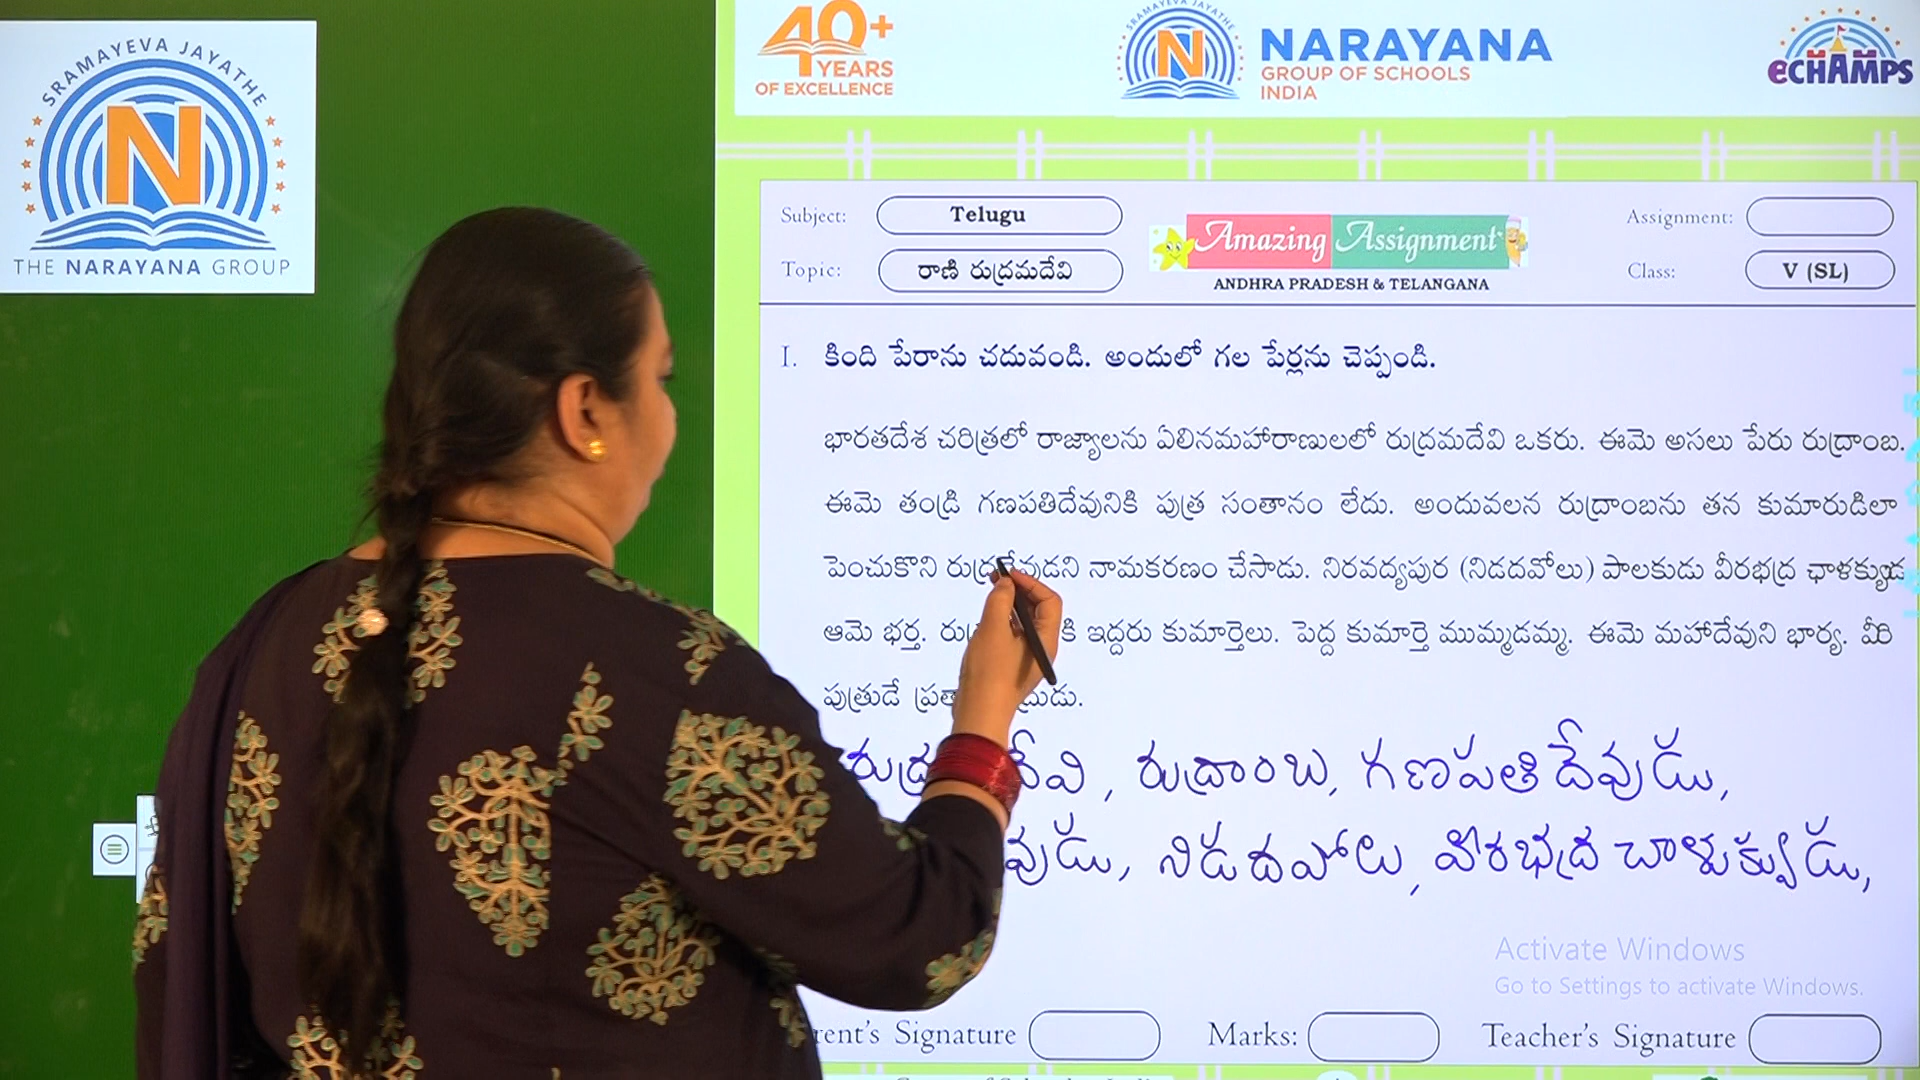 SRAMAYEVA JAYATHE
N
THE NARAYANA GROUP
40+
YEARS
OF EXCELLENCE
SRAMAYEVA JAYATHE
N
NARAYANA
GROUP OF SCHOOLS
INDIA
eCHAMPS
Subject: Telugu
Topic: రాణి రుద్రమదేవి
Amazing Assignment
ANDHRA PRADESH & TELANGANA
Assignment:
Class: V (SL)
I. కింది పేరాను చదువండి. అందులో గల పేర్లను చెప్పండి.
భారతదేశ చరిత్రలో రాజ్యాలను ఏలినమహారాణులలో రుద్రమదేవి ఒకరు. ఈమె అసలు పేరు రుద్రాంబ.
ఈమె తండ్రి గణపతిదేవునికి పుత్ర సంతానం లేదు. అందువలన రుద్రాంబను తన కుమారుడిలా
పెంచుకొని రుద్రదేవుడని నామకరణం చేసాడు. నిరవద్యపుర (నిడదవోలు) పాలకుడు వీరభద్ర ఛాళక్యుడు
ఆమె భర్త. కి ఇద్దరు కుమార్తెలు. పెద్ద కుమార్తె ముమ్మడమ్మ. ఈమె మహాదేవుని భార్య. వీరి
పుత్రుడే
దేవి, రుద్రాంబ, గణపతిదేవుడు,
వుడు, నిడదవోలు, వీరభద్ర చాళుక్వుడు,
Activate Windows
Go to Settings to activate Windows.
rent's Signature Marks: Teacher's Signature